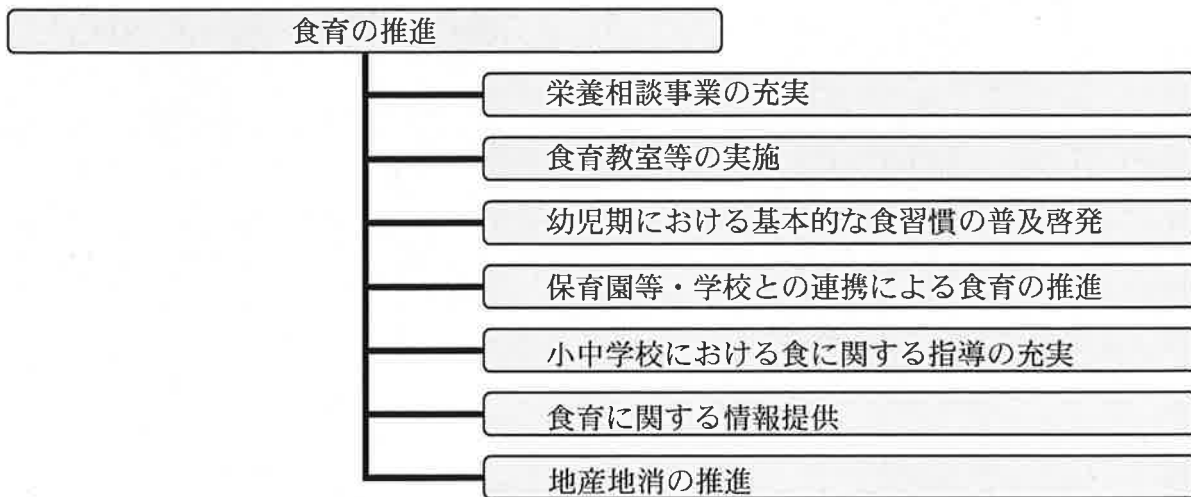 食育の推進
栄養相談事業の充実
食育教室等の実施
幼児期における基本的な食習慣の普及啓発
保育園等・学校との連携による食育の推進
小中学校における食に関する指導の充実
食育に関する情報提供
地産地消の推進